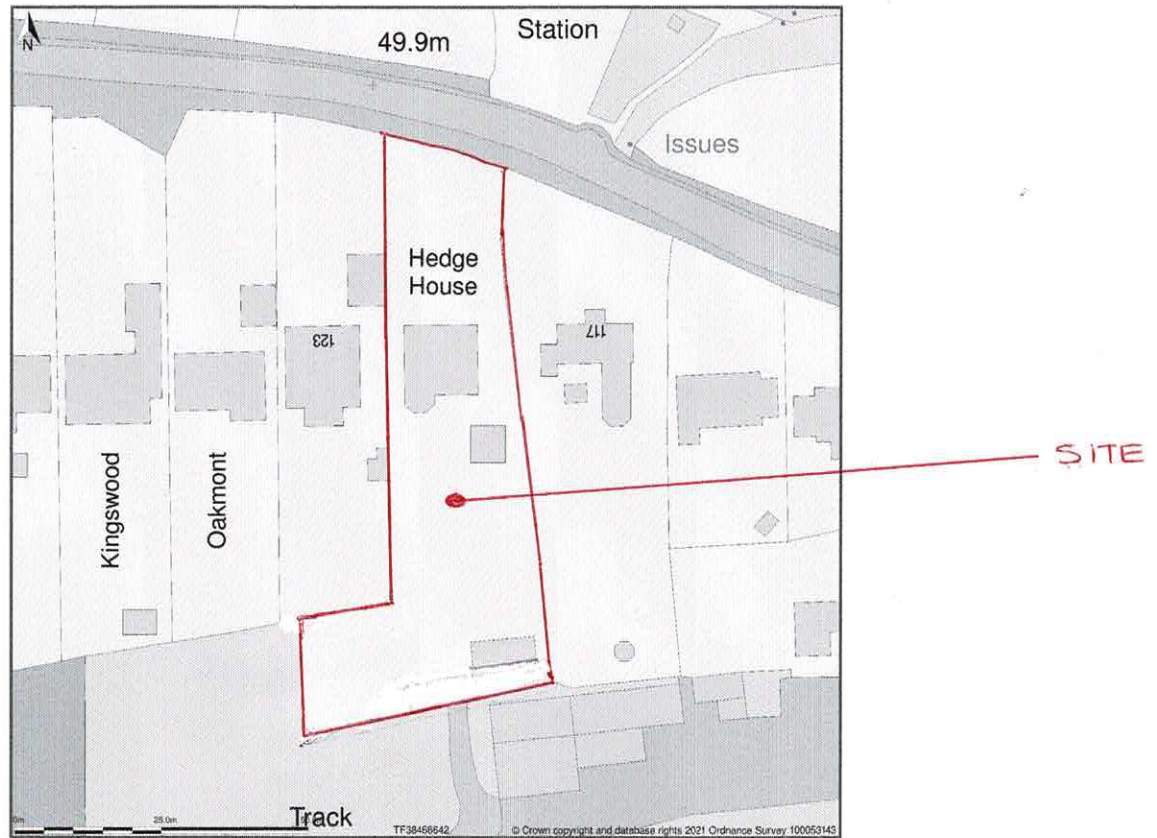 Station
49.9m
N
Issues
Hedge
House
123
117
SITE
Kingswood
Oakmont
25.0m
Track
TF38468642
© Crown copyright and database rights 2021 Ordnance Survey 100053143